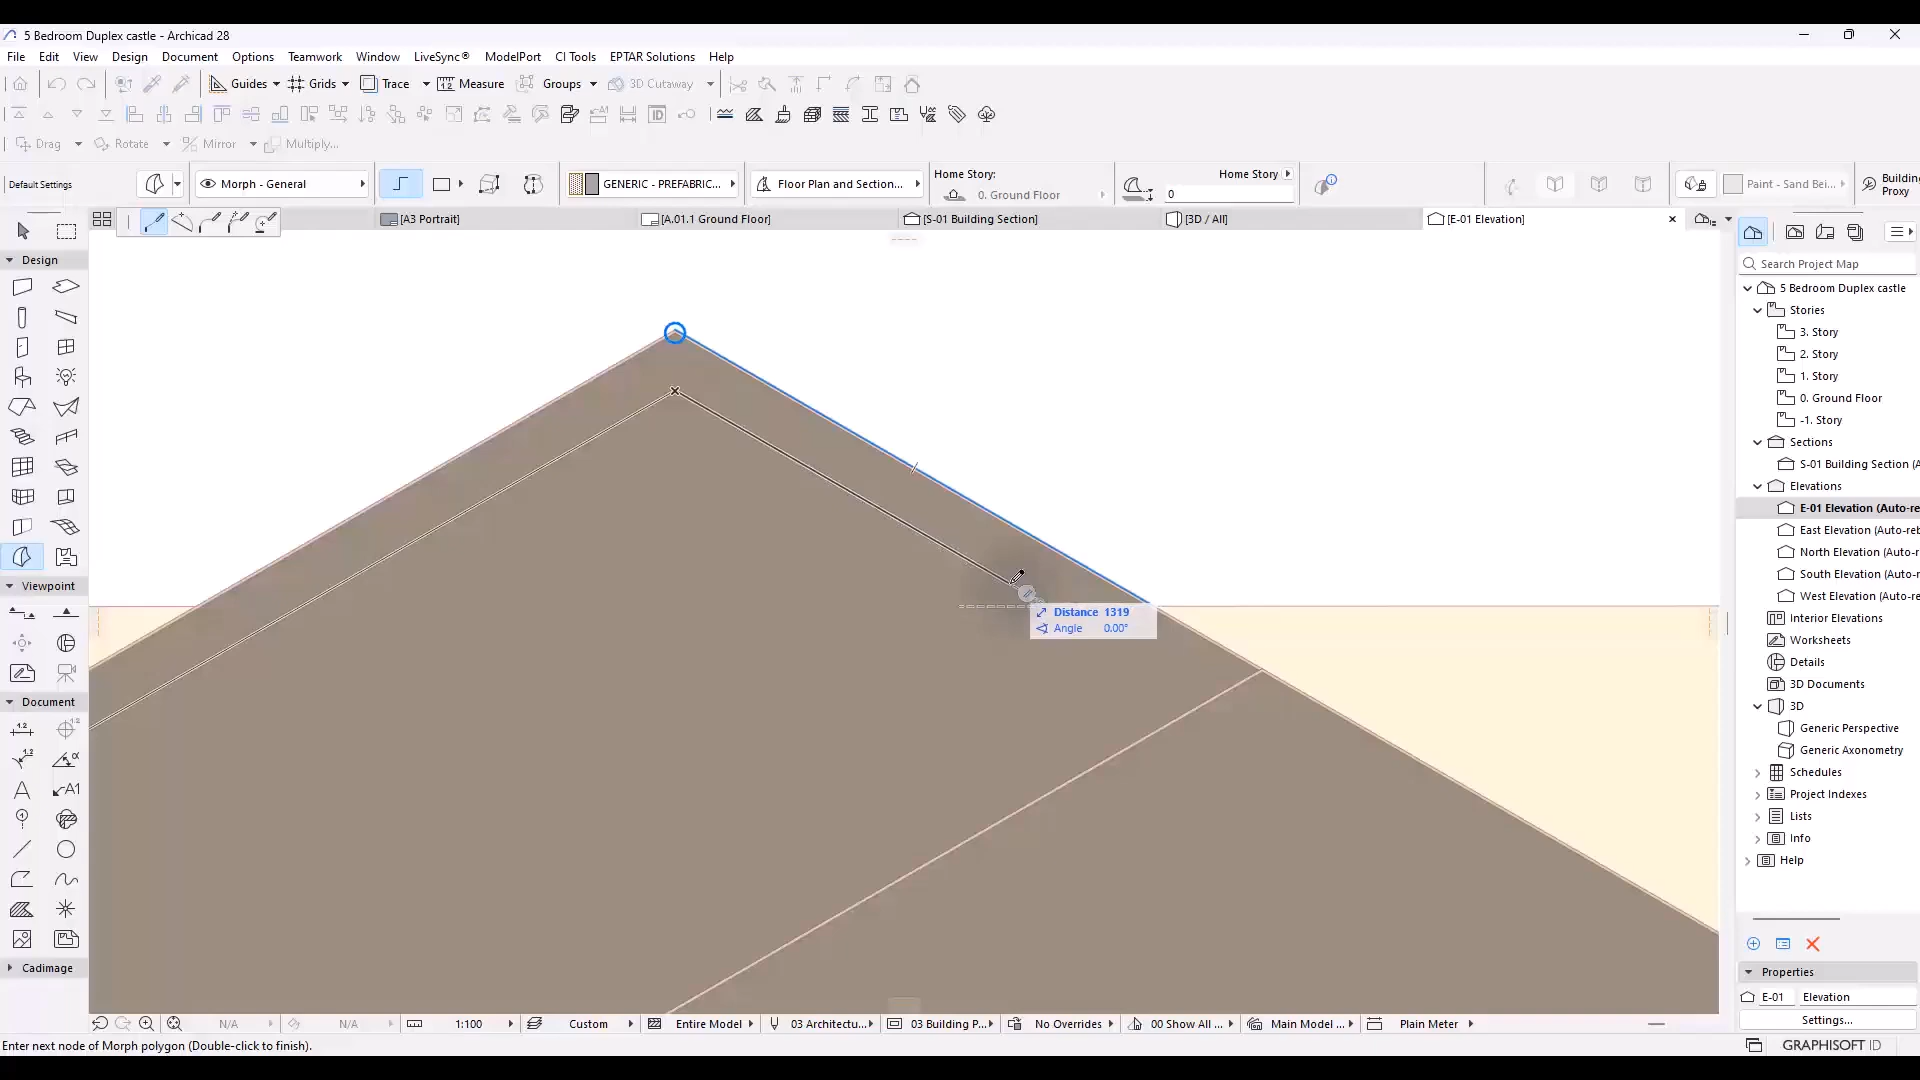 5 Bedroom Duplex castle - Archicad 28
File Edit View Design Document Options Teamwork Window LiveSync® ModelPort CI Tools EPTAR Solutions Help
Guides Grids Trace Measure Groups 3D Cutaway
Drag Rotate Mirror Multiply...
Default Settings
Morph - General
GENERIC - PREFABRIC...
Floor Plan and Section...
Home Story:
0. Ground Floor
Home Story
0
Paint - Sand Bei...
Building
Proxy
[A3 Portrait]
[A.01.1 Ground Floor]
[S-01 Building Section]
[3D / All]
[E-01 Elevation]
Design
Viewpoint
Document
Cadimage
Distance 1319
Angle 0.00°
Search Project Map
5 Bedroom Duplex castle
Stories
3. Story
2. Story
1. Story
0. Ground Floor
-1. Story
Sections
S-01 Building Section (A
Elevations
E-01 Elevation (Auto-re
East Elevation (Auto-reb
North Elevation (Auto-r
South Elevation (Auto-r
West Elevation (Auto-re
Interior Elevations
Worksheets
Details
3D Documents
3D
Generic Perspective
Generic Axonometry
Schedules
Project Indexes
Lists
Info
Help
Properties
E-01 Elevation
Settings...
N/A N/A 1:100 Custom Entire Model 03 Architectu... 03 Building P... No Overrides 00 Show All ... Main Model ... Plain Meter
Enter next node of Morph polygon (Double-click to finish).
GRAPHISOFT ID